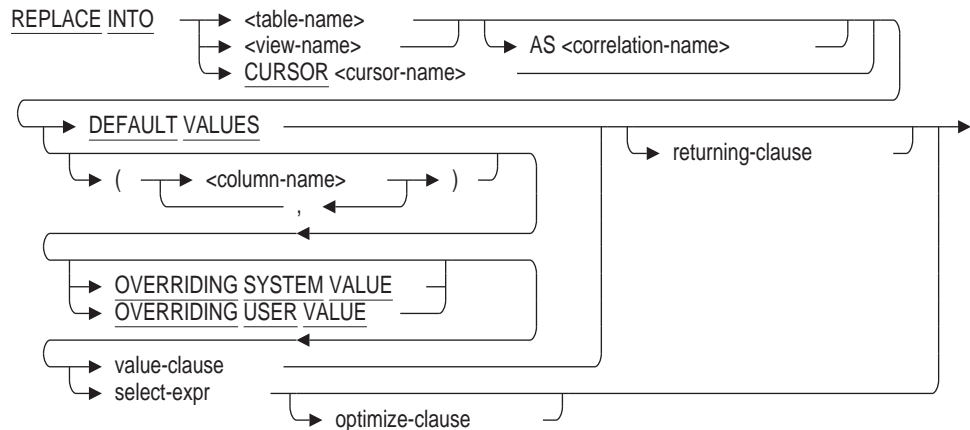 REPLACE INTO <table-name>
<view-name> AS <correlation-name>
CURSOR <cursor-name>
DEFAULT VALUES
returning-clause
( <column-name> )
,
OVERRIDING SYSTEM VALUE
OVERRIDING USER VALUE
value-clause
select-expr
optimize-clause